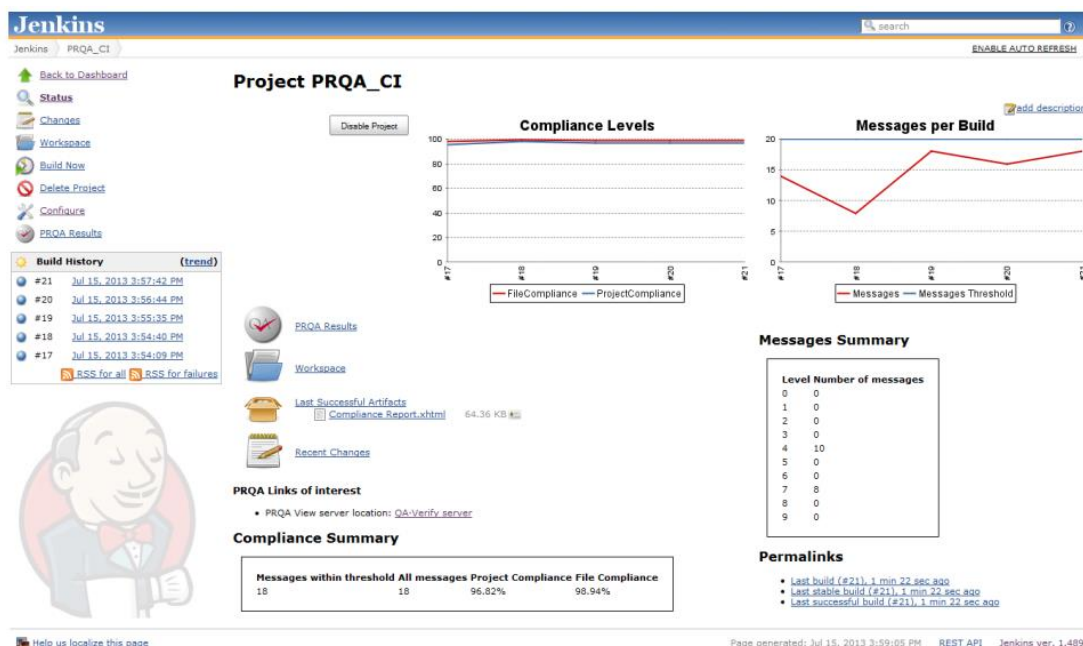 Jenkins
search
Jenkins PRQA_CI
ENABLE AUTO REFRESH
Back to Dashboard
Status
Changes
Workspace
Build Now
Delete Project
Configure
PRQA Results
Build History (trend)
#21 Jul 15, 2013 3:57:42 PM
#20 Jul 15, 2013 3:56:44 PM
#19 Jul 15, 2013 3:55:35 PM
#18 Jul 15, 2013 3:54:40 PM
#17 Jul 15, 2013 3:54:09 PM
RSS for all RSS for failures
Project PRQA_CI
add description
Disable Project
Compliance Levels
100
80
60
40
20
0
#17 #18 #19 #20 #21
FileCompliance ProjectCompliance
Messages per Build
20
15
10
5
0
#17 #18 #19 #20 #21
Messages Messages Threshold
QA
PRQA Results
Workspace
Last Successful Artifacts
Compliance Report.xhtml 64.36 KB
Recent Changes
PRQA Links of interest
PRQA View server location: QA-Verify server
Compliance Summary
Messages within threshold All messages Project Compliance File Compliance
18 18 96.82% 98.94%
Messages Summary
Level Number of messages
0 0
1 0
2 0
3 0
4 10
5 0
6 0
7 8
8 0
9 0
Permalinks
Last build (#21), 1 min 22 sec ago
Last stable build (#21), 1 min 22 sec ago
Last successful build (#21), 1 min 22 sec ago
Help us localize this page
Page generated: Jul 15, 2013 3:59:05 PM REST API Jenkins ver. 1.489